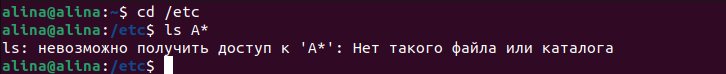 alina@alina:~$ cd /etc
alina@alina:/etc$ ls A*
ls: невозможно получить доступ к 'A*': Нет такого файла или каталога
alina@alina:/etc$